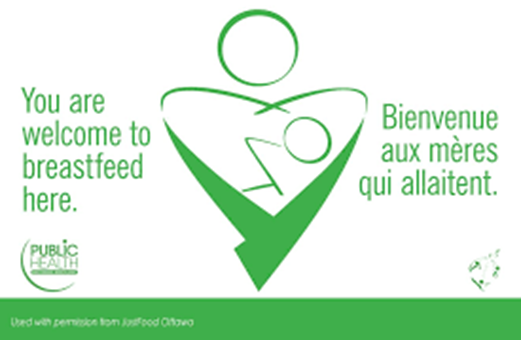 You are
welcome to
breastfeed
here.
Bienvenue
aux mères
qui allaitent.
PUBLIC
HEALTH
Used with permission from JustFood Ottawa